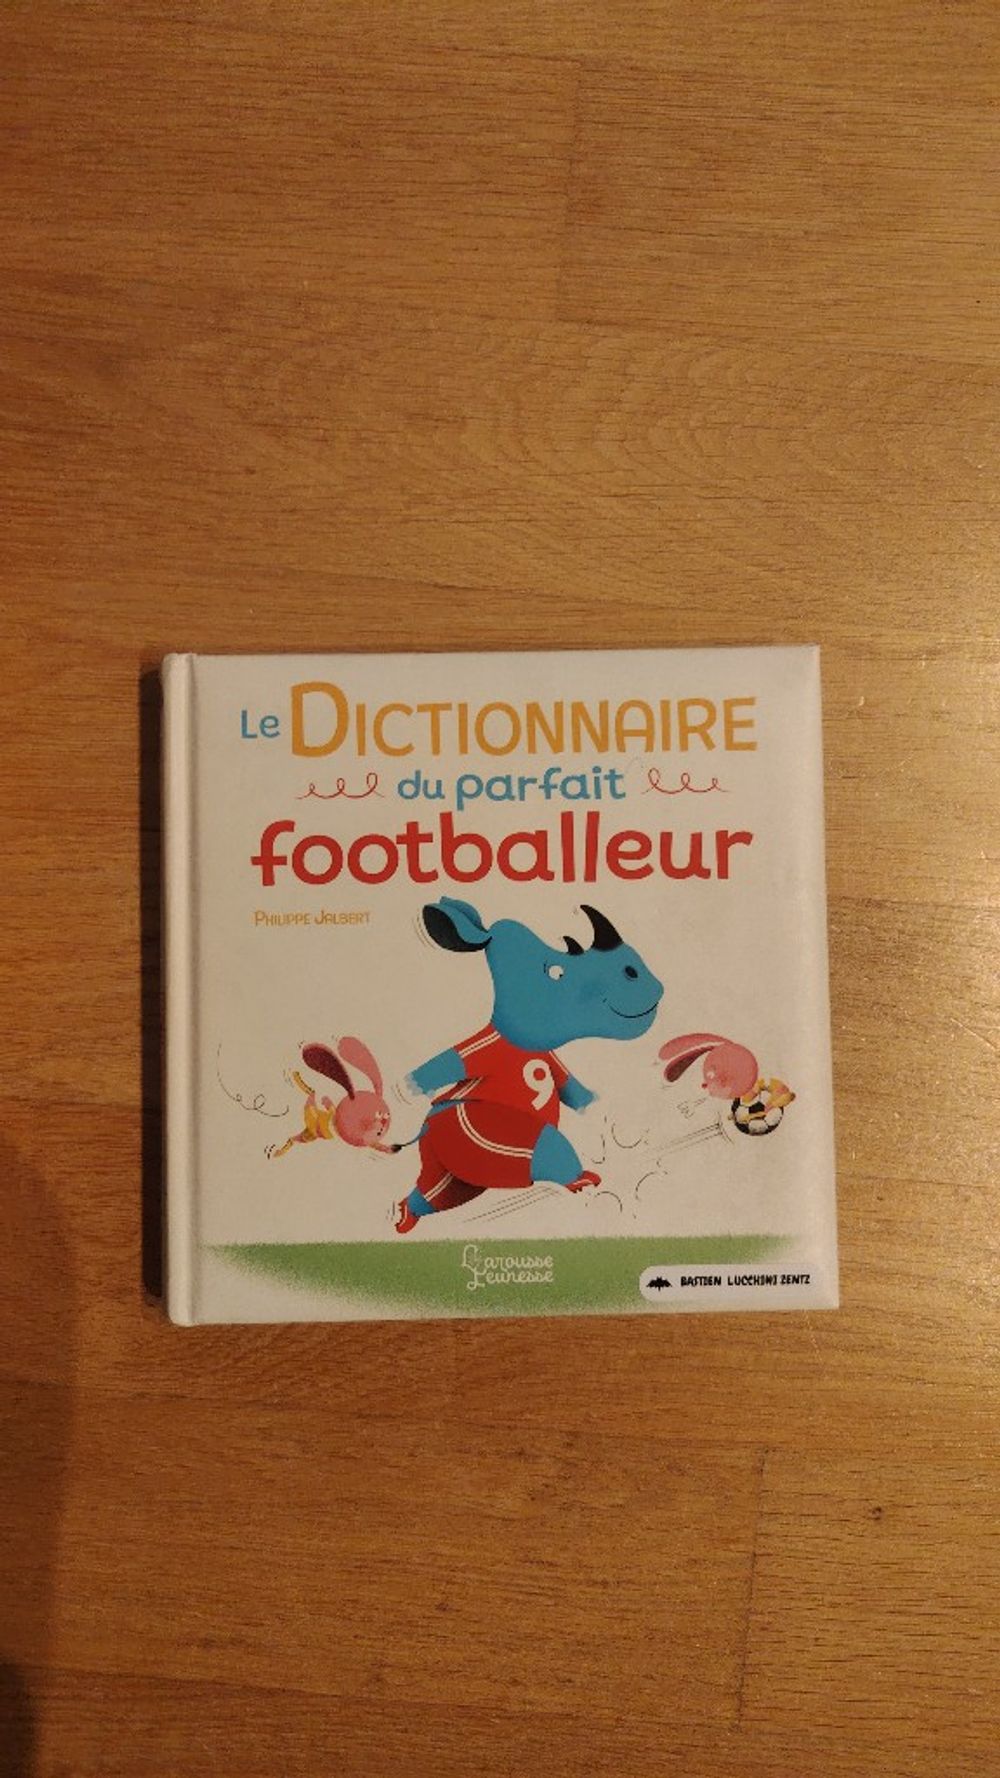 Le DICTIONNAIRE
du parfait
footballeur
PHILIPPE JALBERT
9
Larousse
Jeunesse
BASTIEN LUCCHINI ZENTZ